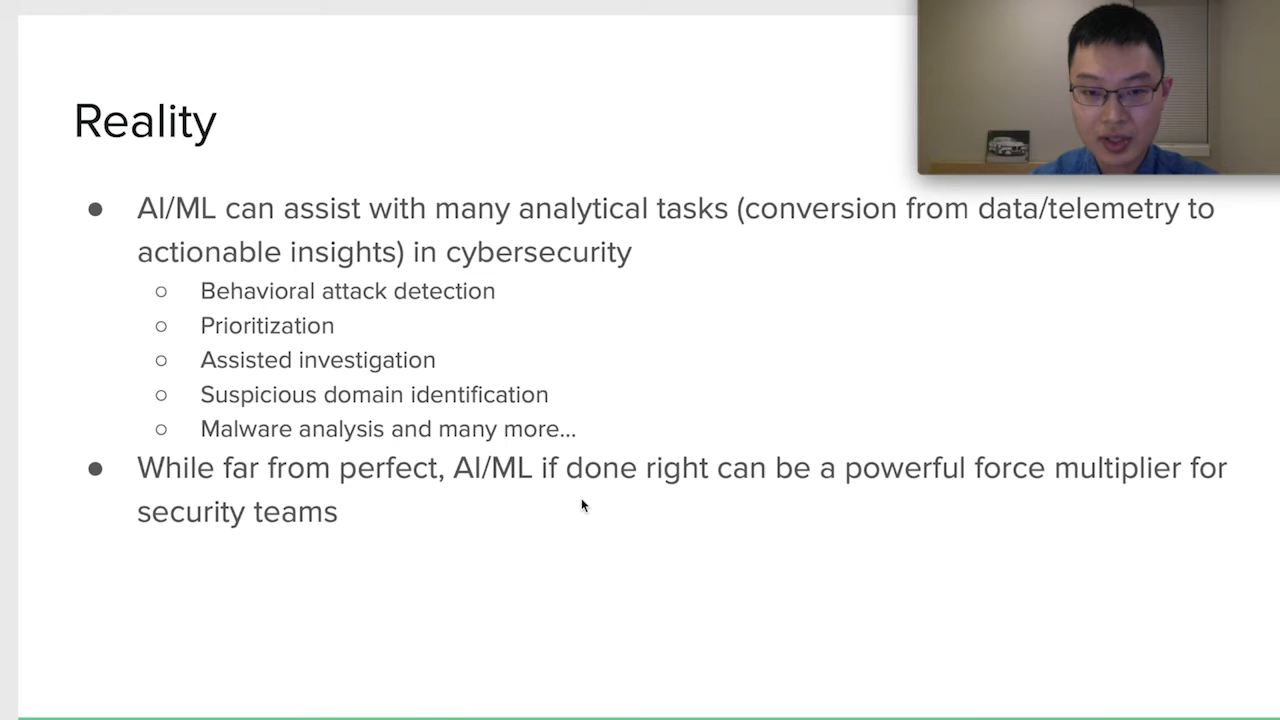 Reality
● AI/ML can assist with many analytical tasks (conversion from data/telemetry to
actionable insights) in cybersecurity
○ Behavioral attack detection
○ Prioritization
○ Assisted investigation
○ Suspicious domain identification
○ Malware analysis and many more...
● While far from perfect, AI/ML if done right can be a powerful force multiplier for
security teams